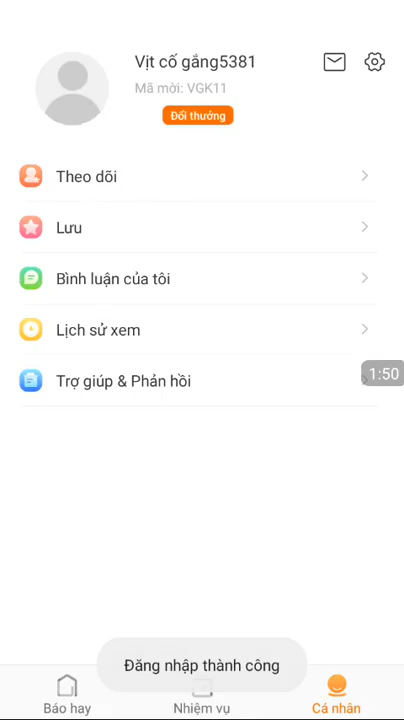 Vịt cố gắng5381
Mã mời: VGK11
Đổi thưởng
Theo dõi
Lưu
Bình luận của tôi
Lịch sử xem
Trợ giúp & Phản hồi
1:50
Đăng nhập thành công
Báo hay
Nhiệm vụ
Cá nhân